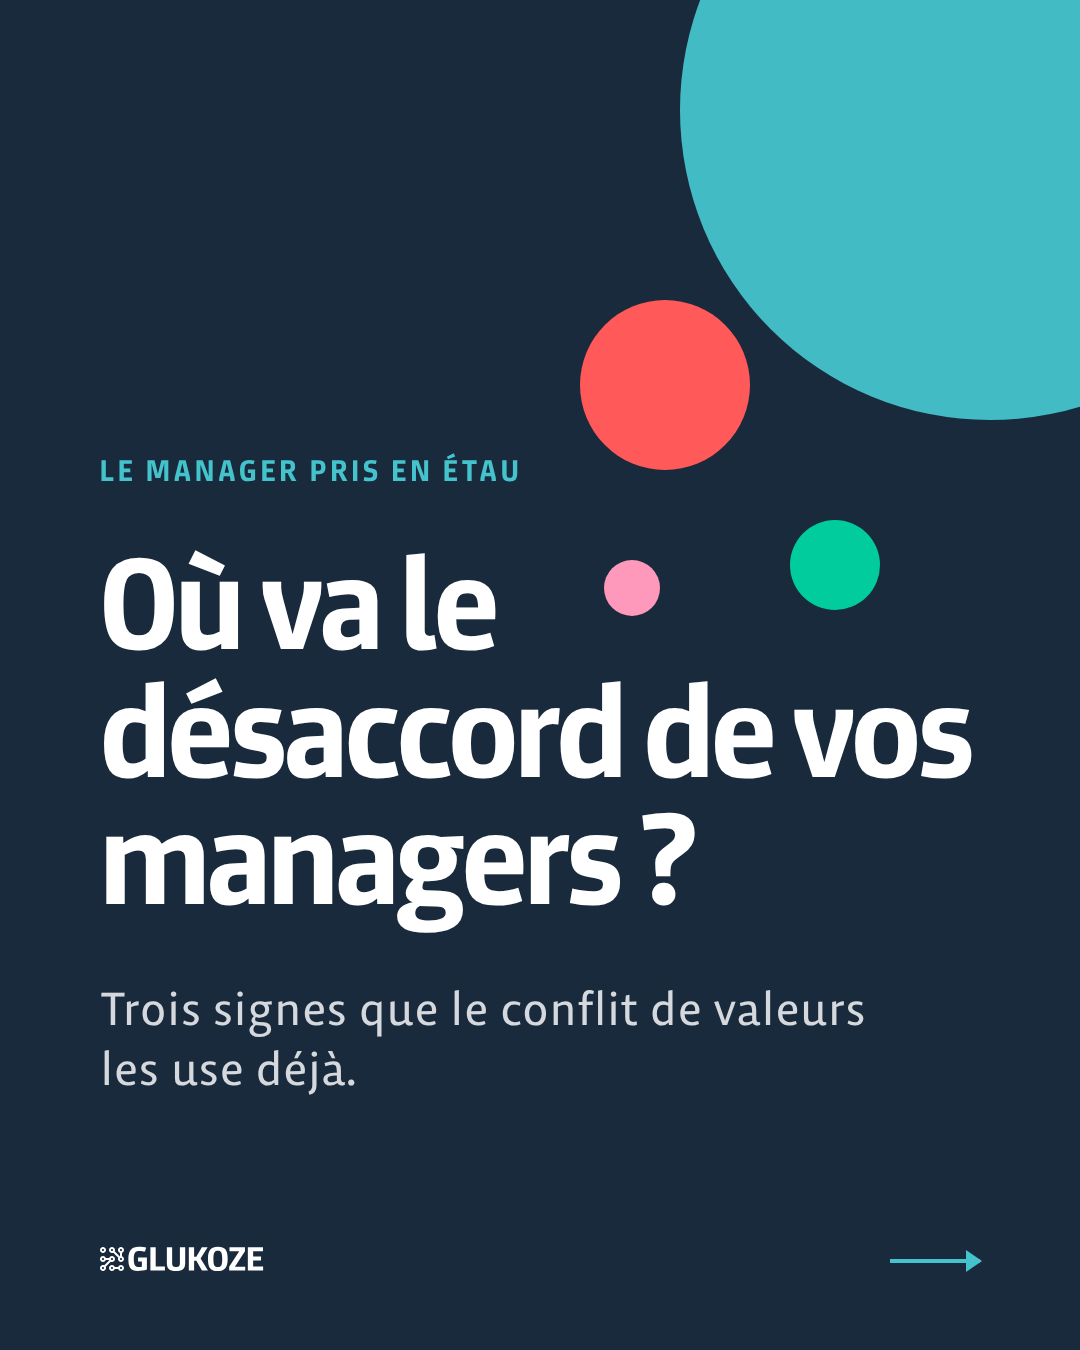 LE MANAGER PRIS EN ÉTAU
Où va le
désaccord de vos
managers ?
Trois signes que le conflit de valeurs
les use déjà.
GLUKOZE